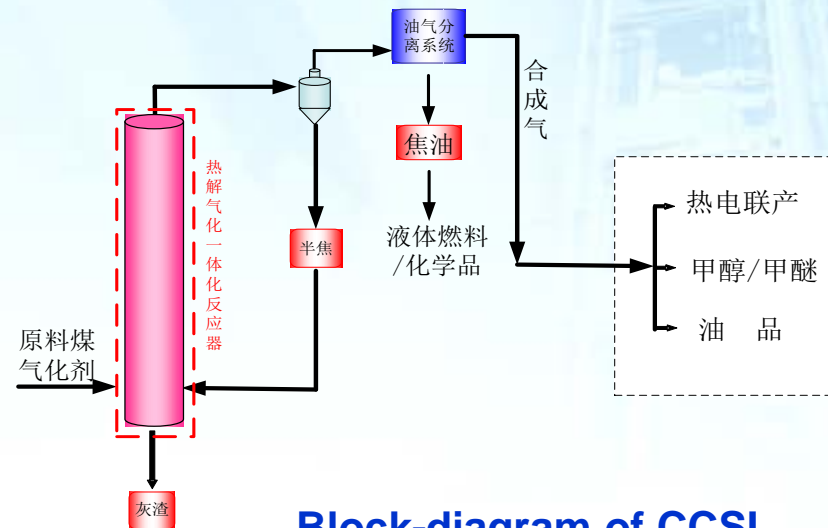 油气分
离系统
合
成
气
焦油
热
解
气
化
一
体
化
反
应
器
半焦
液体燃料
/化学品
热电联产
甲醇/甲醚
油 品
原料煤
气化剂
灰渣
Block-diagram of CCSI